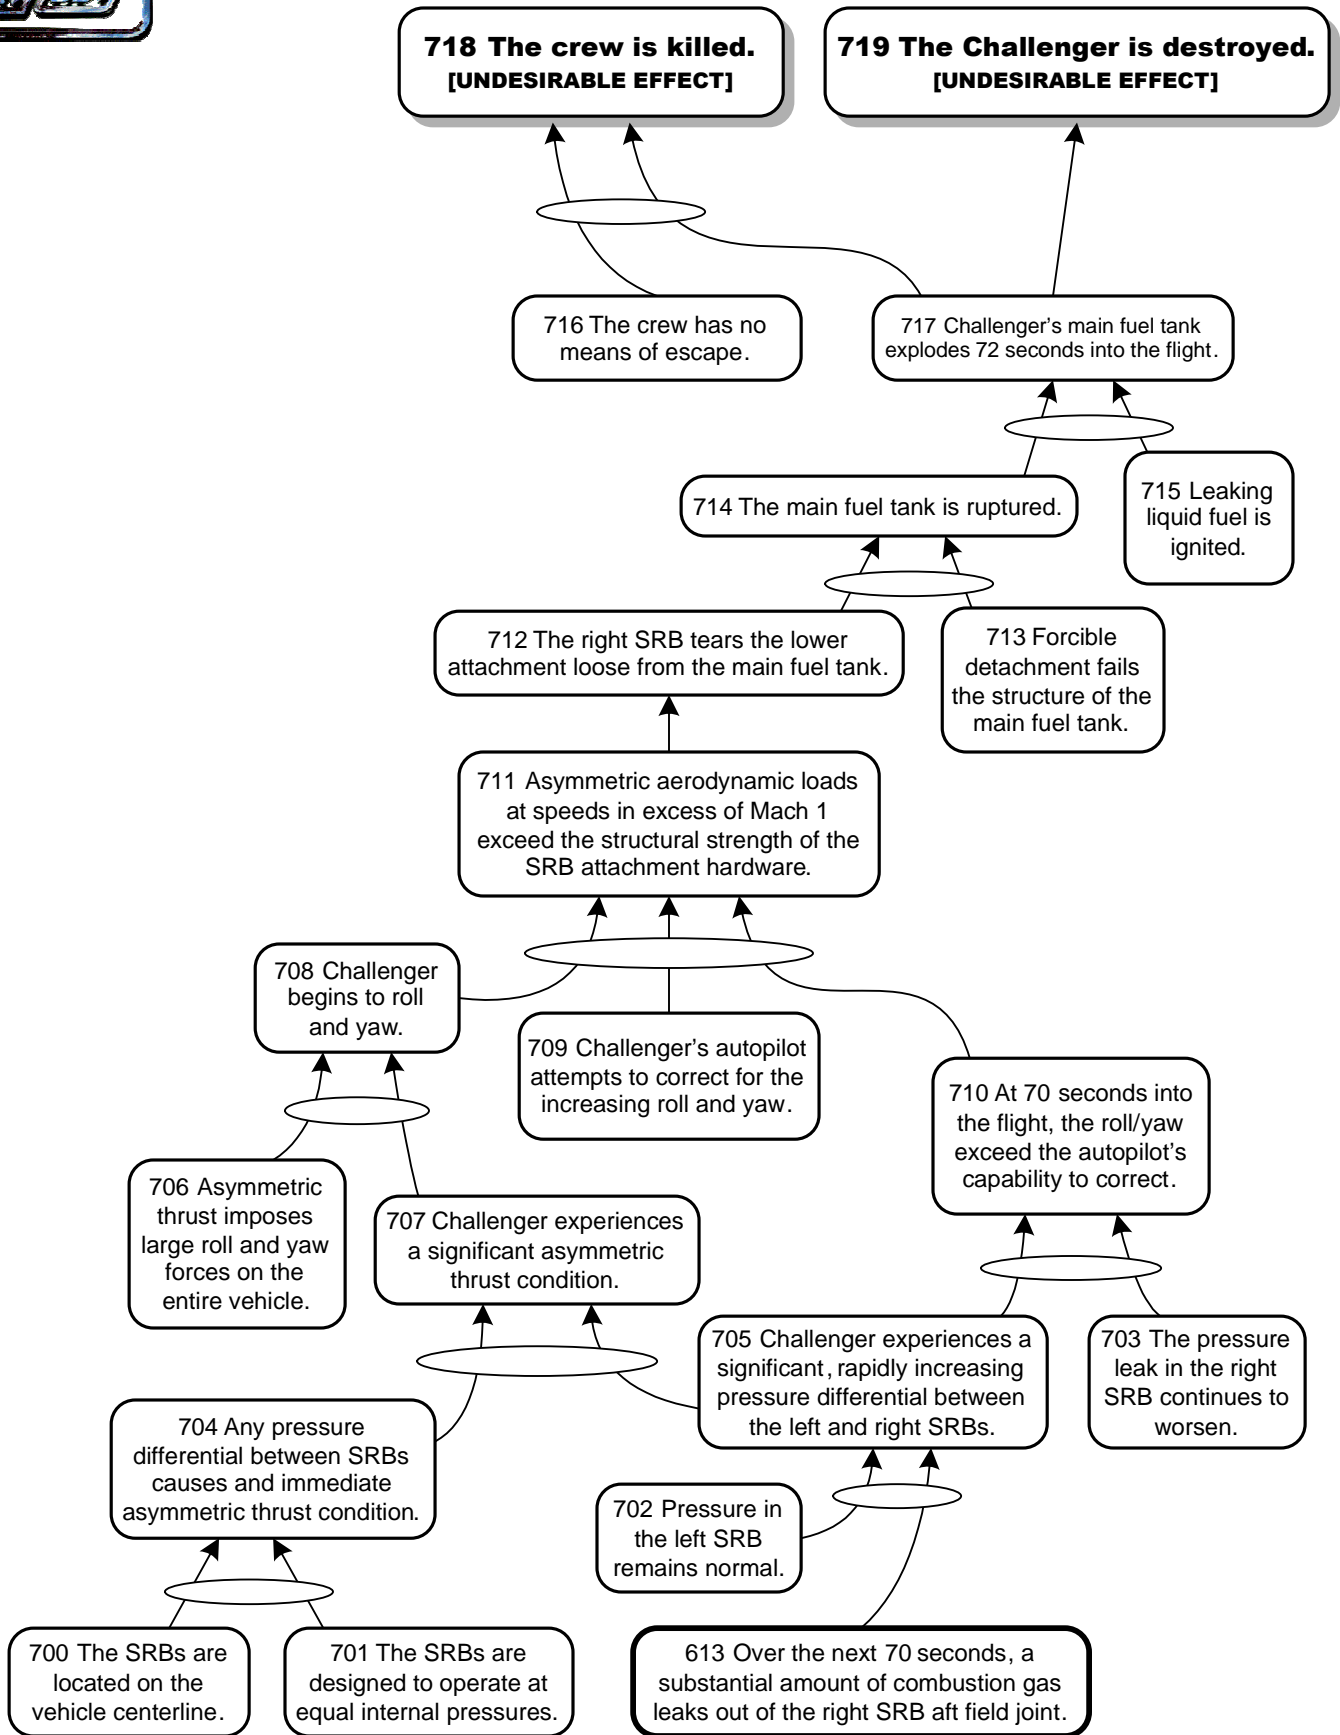 718 The crew is killed.
[UNDESIRABLE EFFECT]
719 The Challenger is destroyed.
[UNDESIRABLE EFFECT]
716 The crew has no
means of escape.
717 Challenger's main fuel tank
explodes 72 seconds into the flight.
714 The main fuel tank is ruptured.
715 Leaking
liquid fuel is
ignited.
712 The right SRB tears the lower
attachment loose from the main fuel tank.
713 Forcible
detachment fails
the structure of the
main fuel tank.
711 Asymmetric aerodynamic loads
at speeds in excess of Mach 1
exceed the structural strength of the
SRB attachment hardware.
708 Challenger
begins to roll
and yaw.
709 Challenger's autopilot
attempts to correct for the
increasing roll and yaw.
710 At 70 seconds into
the flight, the roll/yaw
exceed the autopilot's
capability to correct.
706 Asymmetric
thrust imposes
large roll and yaw
forces on the
entire vehicle.
707 Challenger experiences
a significant asymmetric
thrust condition.
705 Challenger experiences a
significant, rapidly increasing
pressure differential between
the left and right SRBs.
703 The pressure
leak in the right
SRB continues to
worsen.
704 Any pressure
differential between SRBs
causes and immediate
asymmetric thrust condition.
702 Pressure in
the left SRB
remains normal.
700 The SRBs are
located on the
vehicle centerline.
701 The SRBs are
designed to operate at
equal internal pressures.
613 Over the next 70 seconds, a
substantial amount of combustion gas
leaks out of the right SRB aft field joint.